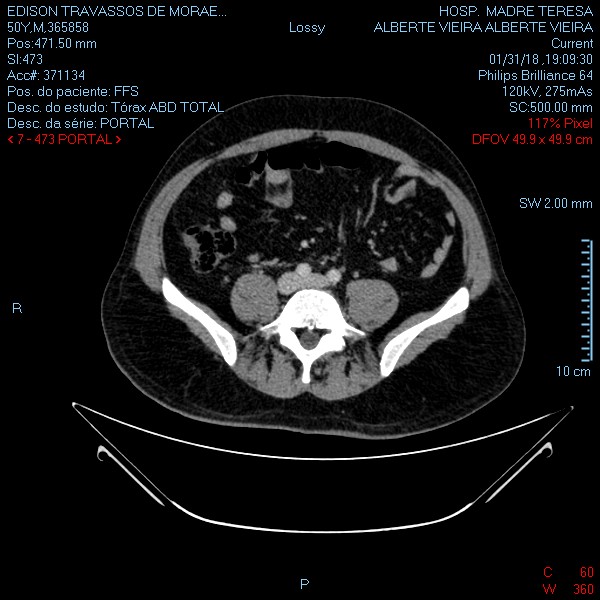 EDISON TRAVASSOS DE MORAE...
50Y,M,365858
Pos:471.50 mm
Sl:473
Acc#: 371134
Pos. do paciente: FFS
Desc. do estudo: Tórax ABD TOTAL
Desc. da série: PORTAL
< 7 - 473 PORTAL >
Lossy
HOSP. MADRE TERESA
ALBERTE VIEIRA ALBERTE VIEIRA
Current
01/31/18 ,19:09:30
Philips Brilliance 64
120kV, 275mAs
SC:500.00 mm
117% Pixel
DFOV 49.9 x 49.9 cm
SW 2.00 mm
R
10 cm
P
C 60
W 360